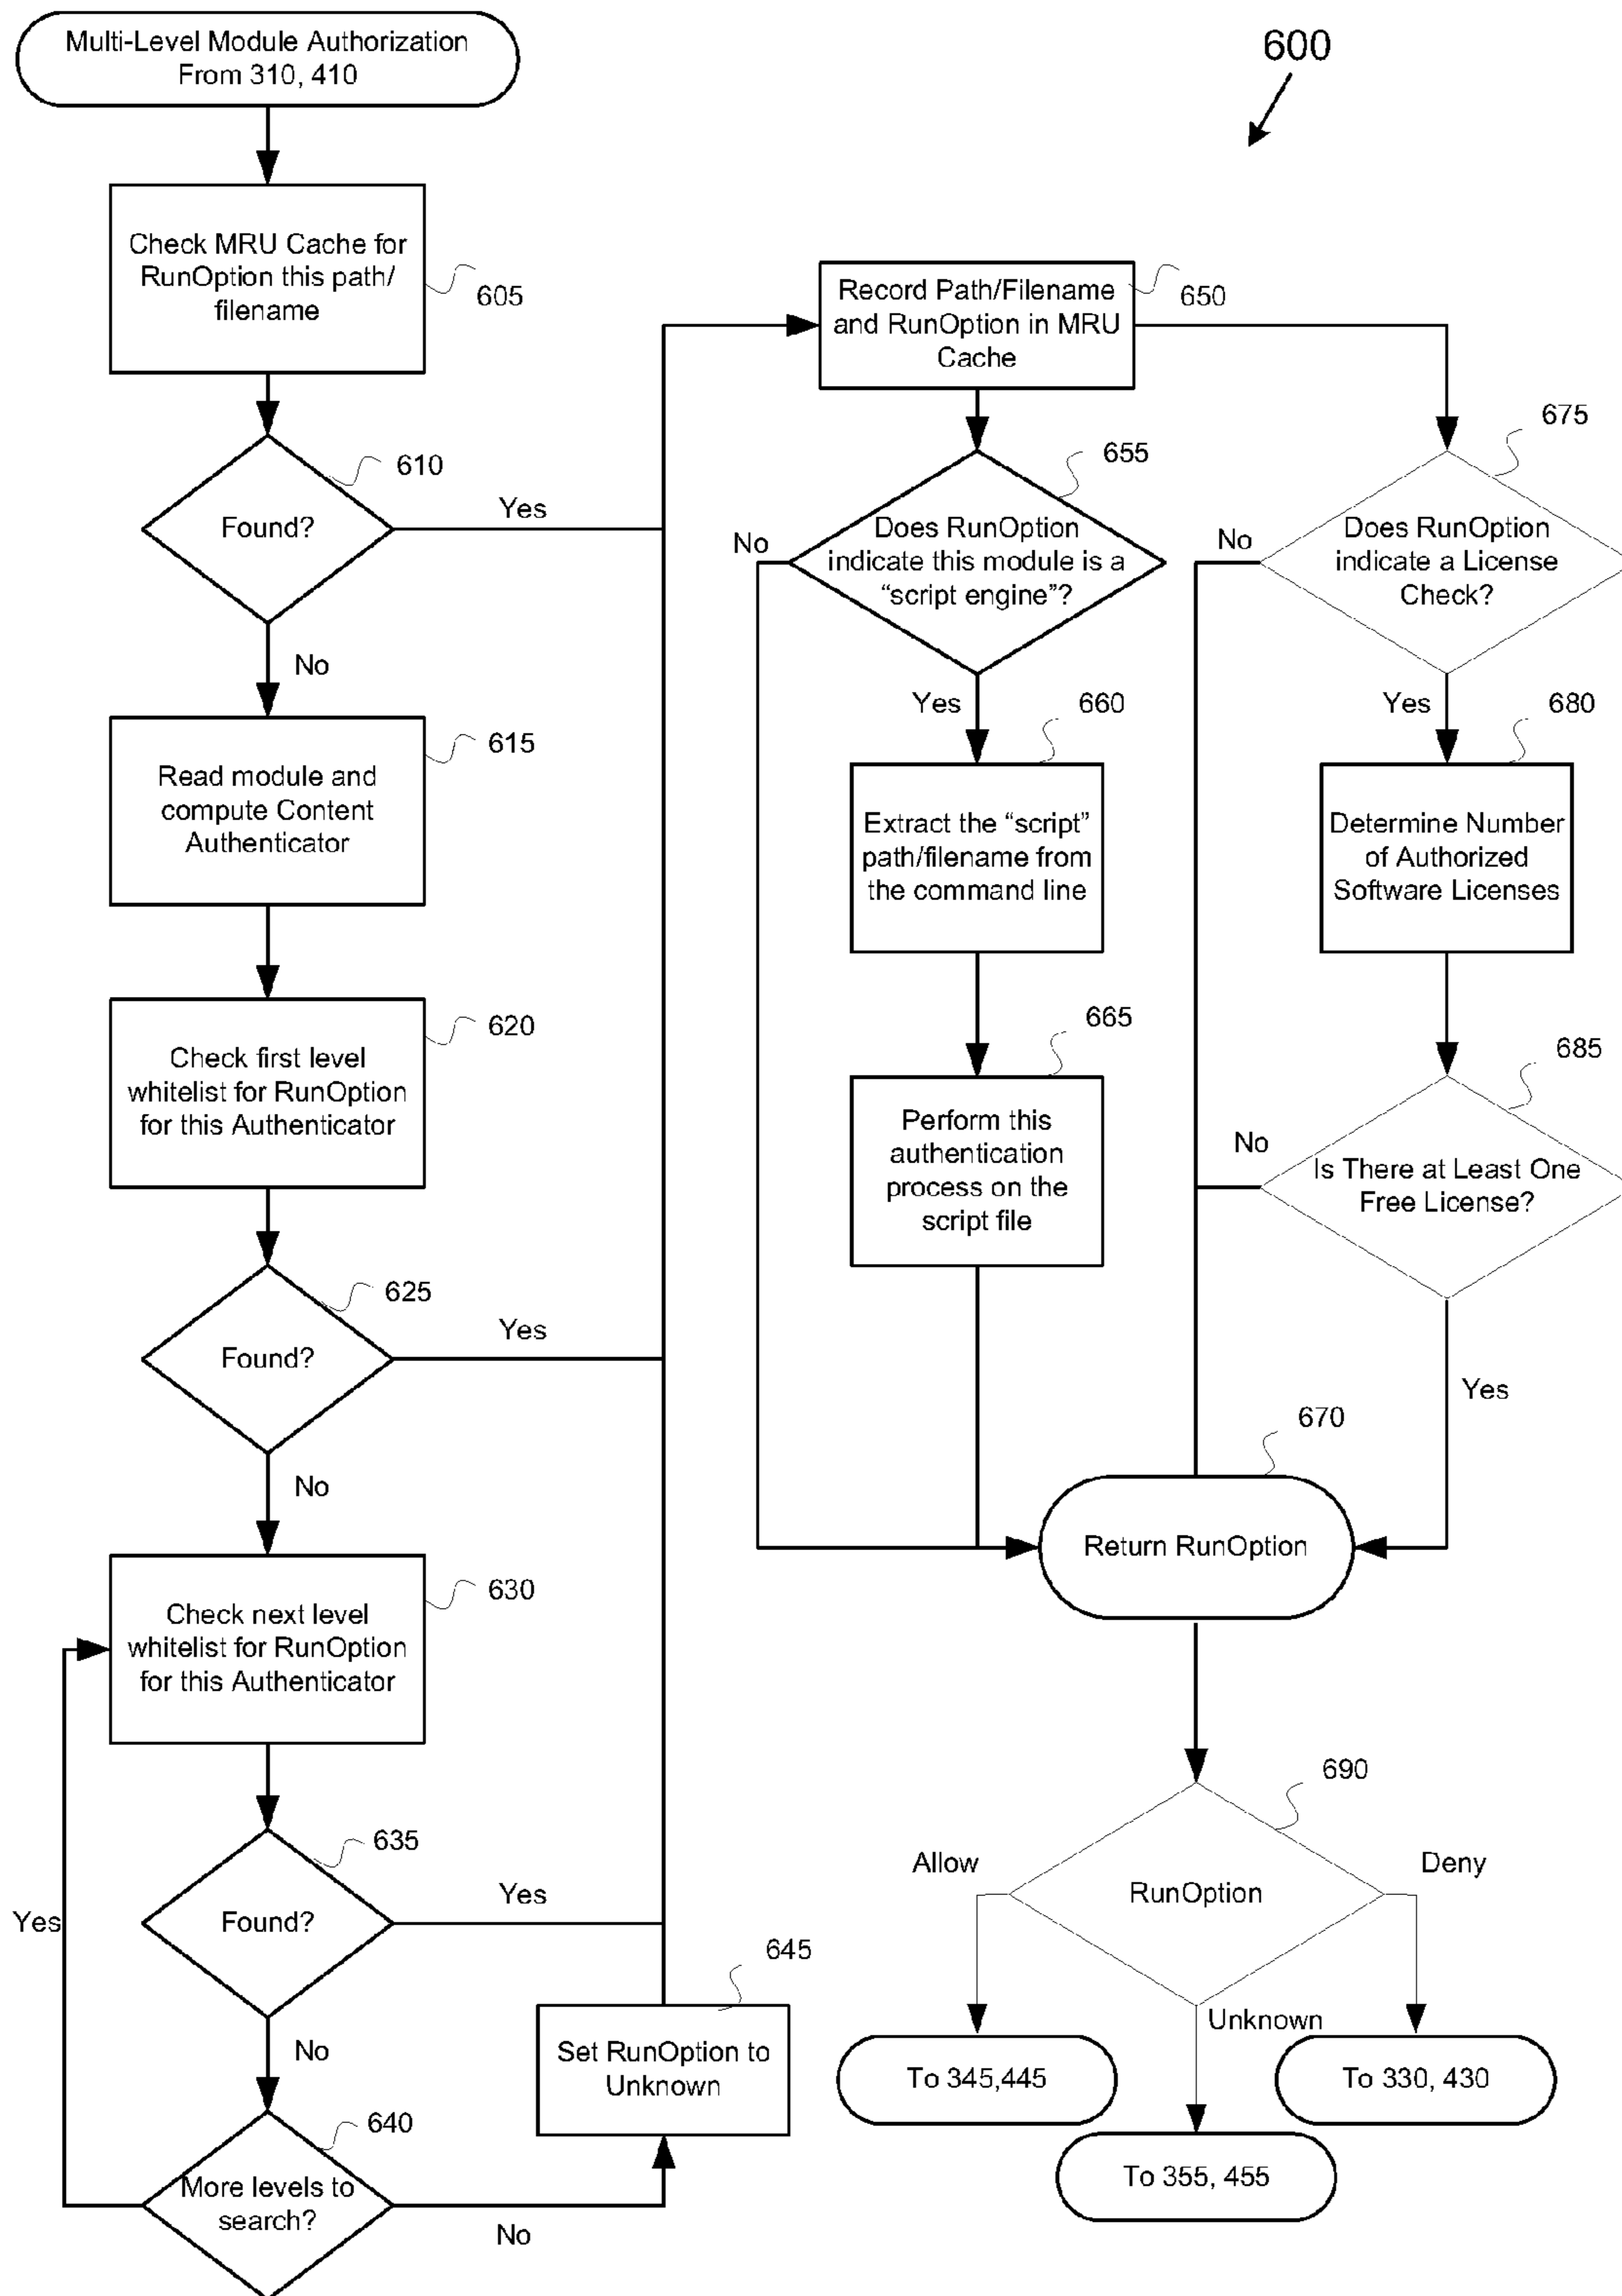 Multi-Level Module Authorization
From 310, 410
600
Check MRU Cache for
RunOption this path/
filename
605
Found?
610
Yes
No
Read module and
compute Content
Authenticator
615
Check first level
whitelist for RunOption
for this Authenticator
620
Found?
625
Yes
No
Check next level
whitelist for RunOption
for this Authenticator
630
Found?
635
Yes
No
More levels to
search?
640
Yes
No
Set RunOption to
Unknown
645
Record Path/Filename
and RunOption in MRU
Cache
650
Does RunOption
indicate this module is a
“script engine”?
655
No
Yes
Extract the “script”
path/filename from
the command line
660
Perform this
authentication
process on the
script file
665
Does RunOption
indicate a License
Check?
675
No
Yes
Determine Number
of Authorized
Software Licenses
680
Is There at Least One
Free License?
685
No
Yes
Return RunOption
670
RunOption
690
Allow
Unknown
Deny
To 345,445
To 355, 455
To 330, 430